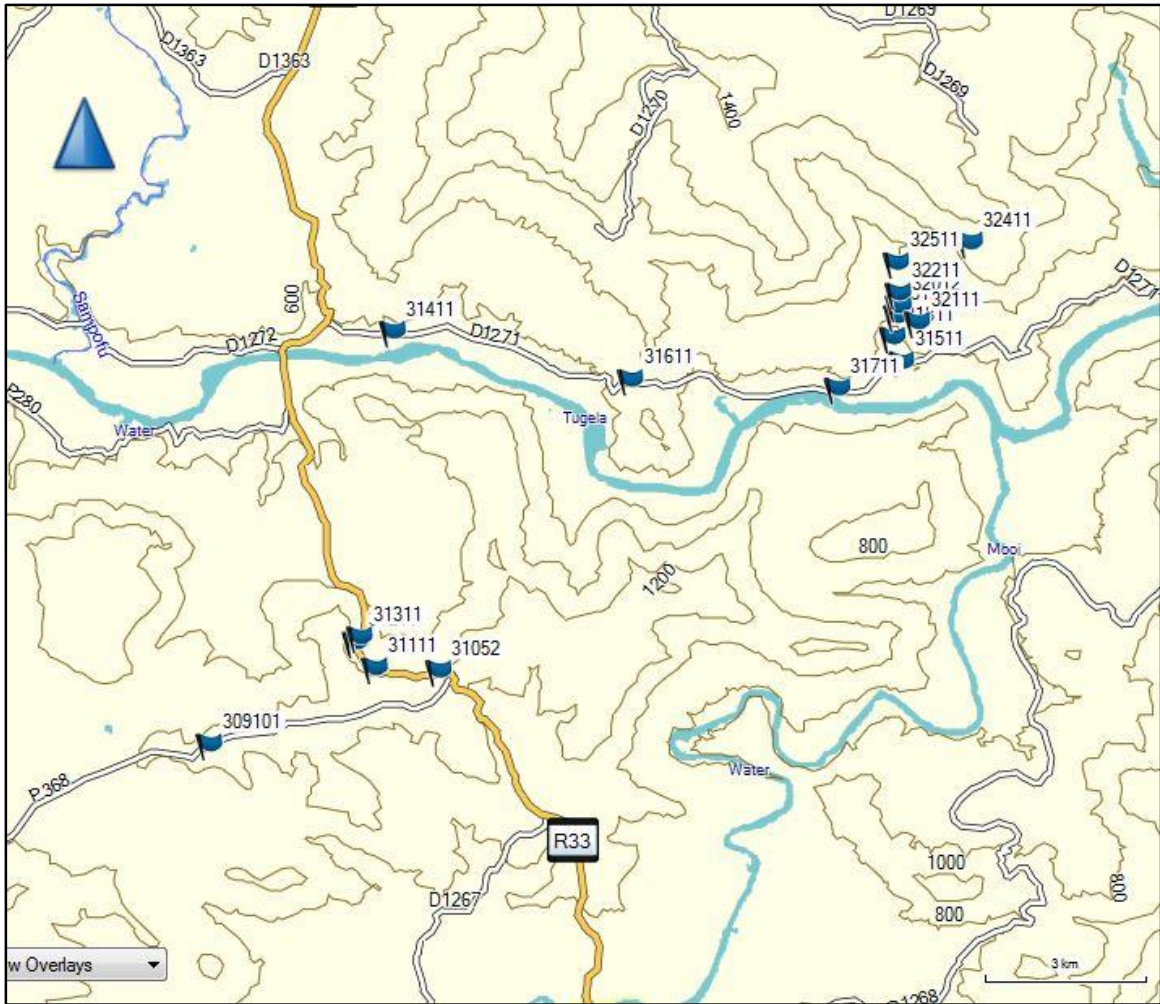 D1269
D1363
D1363
D1269
D1270
1400
32411
32511
32211
32012
32111
600
31411
Sampofu
D1272
D1271
D1271
31511
31611
31711
P280
Water
Tugela
800
Mooi
1200
31311
31111
31052
309101
P368
Water
R33
1000
D1267
800
800
w Overlays
3 km
D1268